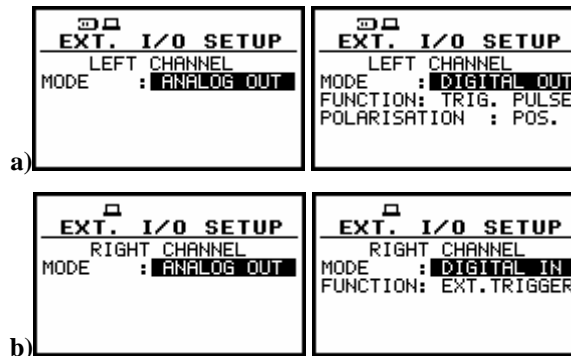 EXT. I/O SETUP
LEFT CHANNEL
MODE : ANALOG OUT
EXT. I/O SETUP
LEFT CHANNEL
MODE : DIGITAL OUT
FUNCTION: TRIG. PULSE
POLARISATION : POS.
a)
EXT. I/O SETUP
RIGHT CHANNEL
MODE : ANALOG OUT
EXT. I/O SETUP
RIGHT CHANNEL
MODE : DIGITAL IN
FUNCTION: EXT.TRIGGER
b)